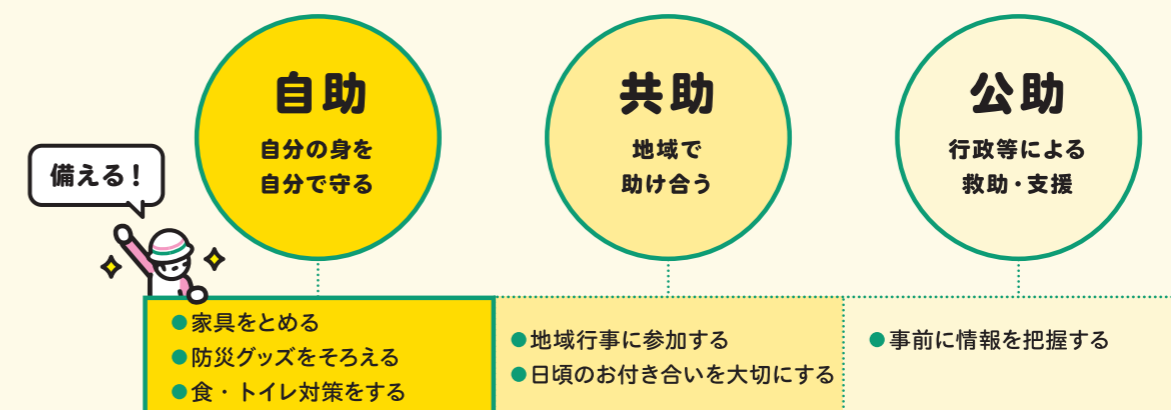 自助
自分の身を
自分で守る
共助
地域で
助け合う
公助
行政等による
救助・支援
備える！
●家具をとめる
●防災グッズをそろえる
●食・トイレ対策をする
●地域行事に参加する
●日頃のお付き合いを大切にする
●事前に情報を把握する